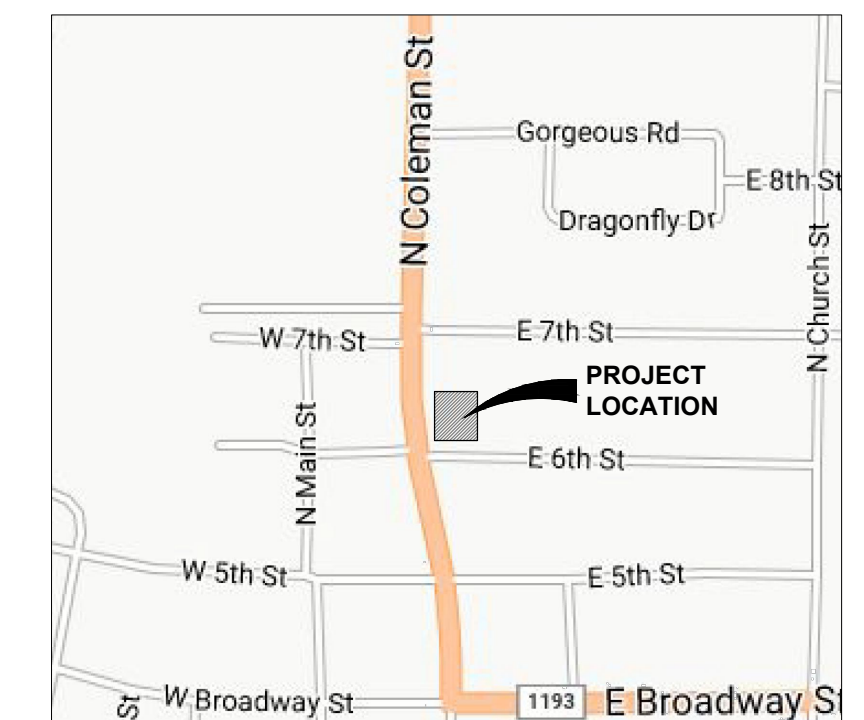 N Coleman St
Gorgeous Rd
E 8th St
Dragonfly Dr
N Church St
W 7th St
E 7th St
PROJECT
LOCATION
N Main St
E 6th St
W 5th St
E 5th St
St
W Broadway St
1193
E Broadway St